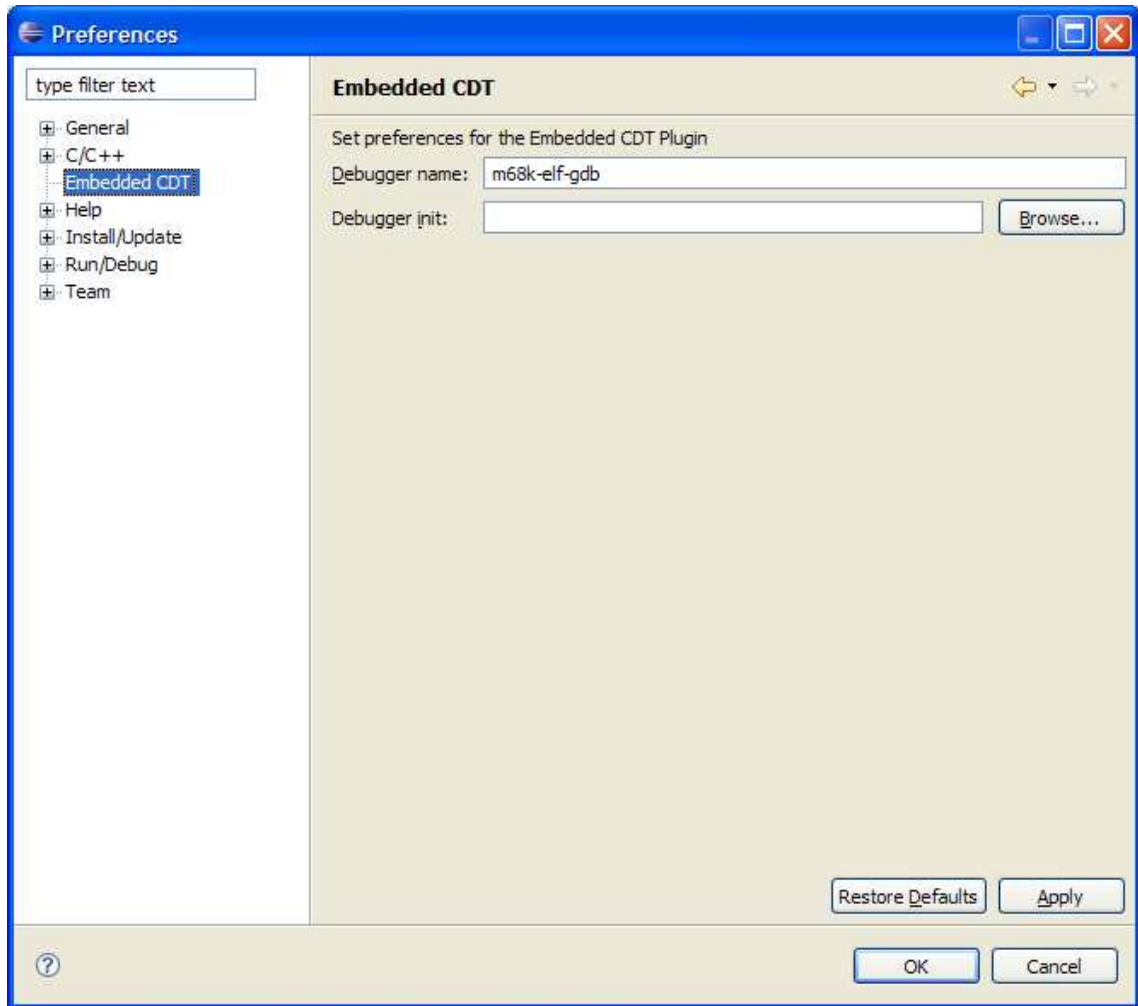 Preferences
type filter text
General
C/C++
Embedded CDT
Help
Install/Update
Run/Debug
Team
Embedded CDT
Set preferences for the Embedded CDT Plugin
Debugger name: m68k-elf-gdb
Debugger init: Browse...
Restore Defaults Apply
OK Cancel